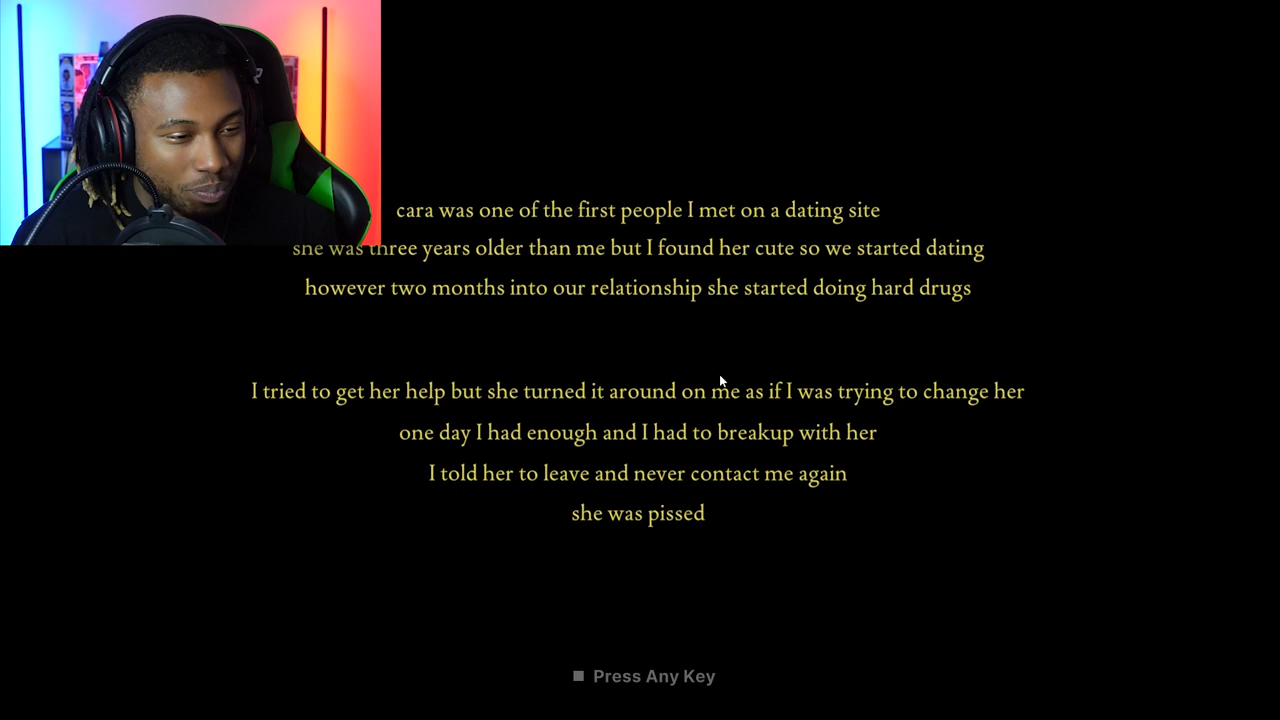 cara was one of the first people I met on a dating site
she was three years older than me but I found her cute so we started dating
however two months into our relationship she started doing hard drugs
I tried to get her help but she turned it around on me as if I was trying to change her
one day I had enough and I had to breakup with her
I told her to leave and never contact me again
she was pissed
Press Any Key